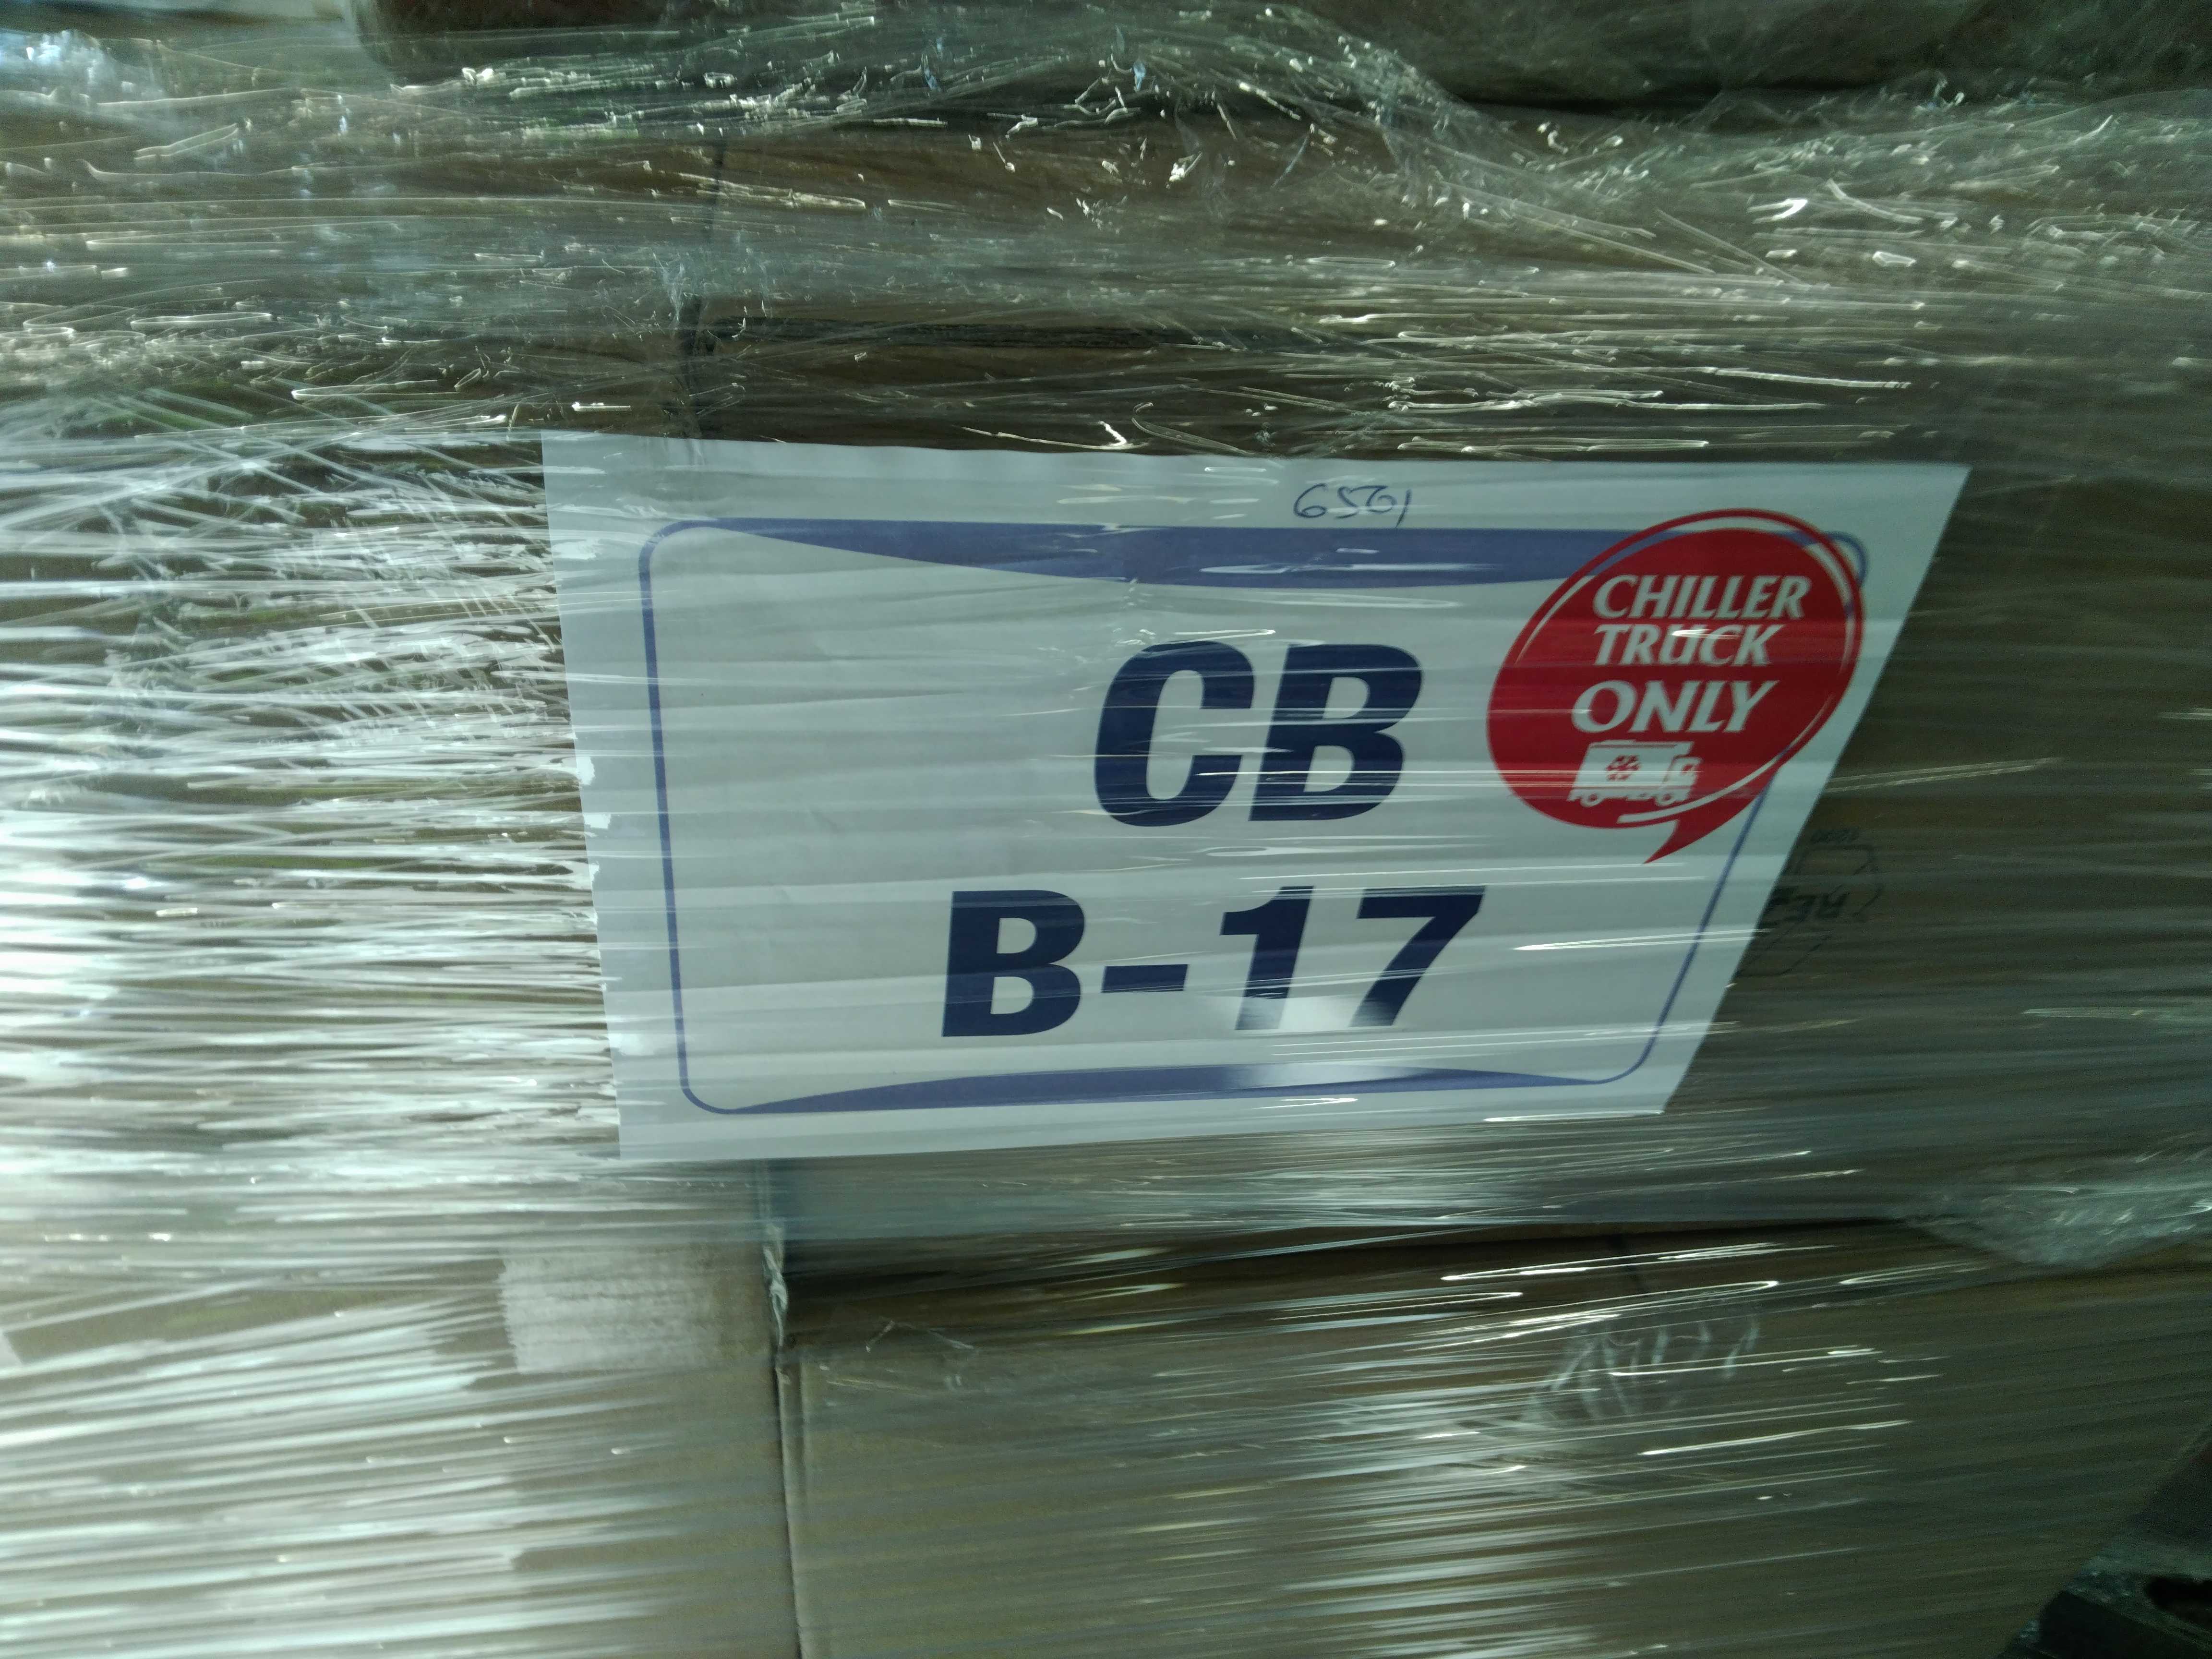 6501
CHILLER
TRUCK
ONLY
CB
B-17